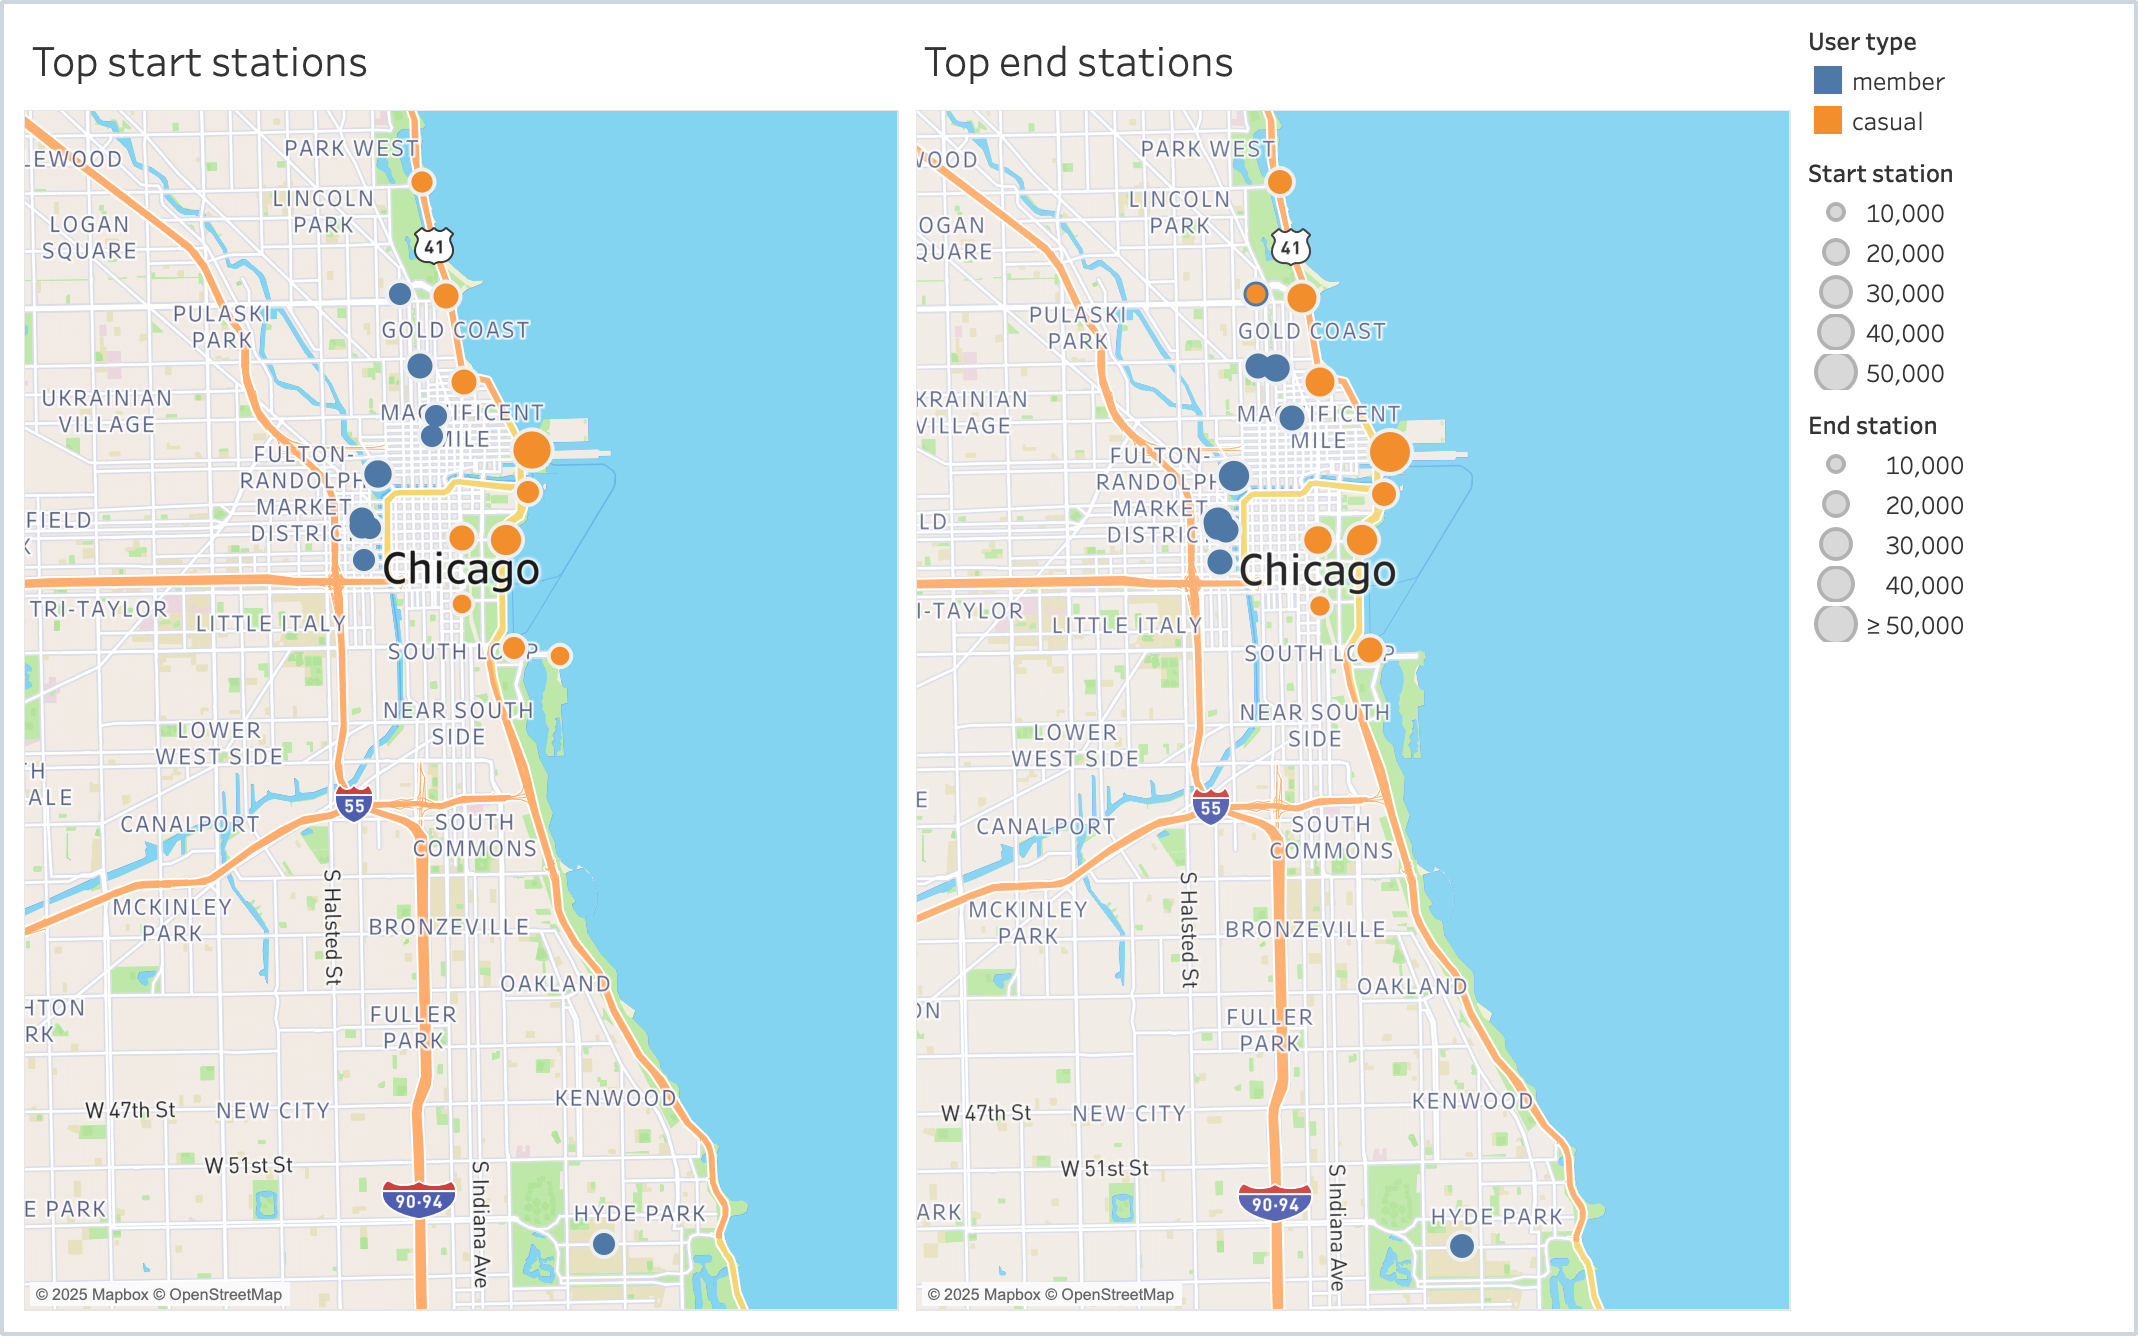 Top start stations
PARK WEST
LEWOOD
LINCOLN
PARK
LOGAN
SQUARE
41
PULASKI
PARK
GOLD COAST
UKRAINIAN
VILLAGE
MAGNIFICENT
MILE
FULTON-
RANDOLPH
MARKET
DISTRICT
FIELD
K
Chicago
TRI-TAYLOR
LITTLE ITALY
SOUTH LOOP
NEAR SOUTH
SIDE
LOWER
WEST SIDE
TH
ALE
55
CANALPORT
SOUTH
COMMONS
S Halsted St
MCKINLEY
PARK
BRONZEVILLE
OAKLAND
HTON
RK
FULLER
PARK
KENWOOD
W 47th St
NEW CITY
W 51st St
S Indiana Ave
90-94
E PARK
HYDE PARK
© 2025 Mapbox © OpenStreetMap
Top end stations
PARK WEST
WOOD
LINCOLN
PARK
OGAN
QUARE
41
PULASKI
PARK
GOLD COAST
KRAINIAN
VILLAGE
MAGNIFICENT
MILE
FULTON-
RANDOLPH
MARKET
DISTRICT
LD
Chicago
I-TAYLOR
LITTLE ITALY
SOUTH LOOP
NEAR SOUTH
SIDE
LOWER
WEST SIDE
E
55
CANALPORT
SOUTH
COMMONS
S Halsted St
MCKINLEY
PARK
BRONZEVILLE
OAKLAND
ON
FULLER
PARK
KENWOOD
W 47th St
NEW CITY
W 51st St
S Indiana Ave
90-94
ARK
HYDE PARK
© 2025 Mapbox © OpenStreetMap
User type
member
casual
Start station
10,000
20,000
30,000
40,000
50,000
End station
10,000
20,000
30,000
40,000
≥ 50,000